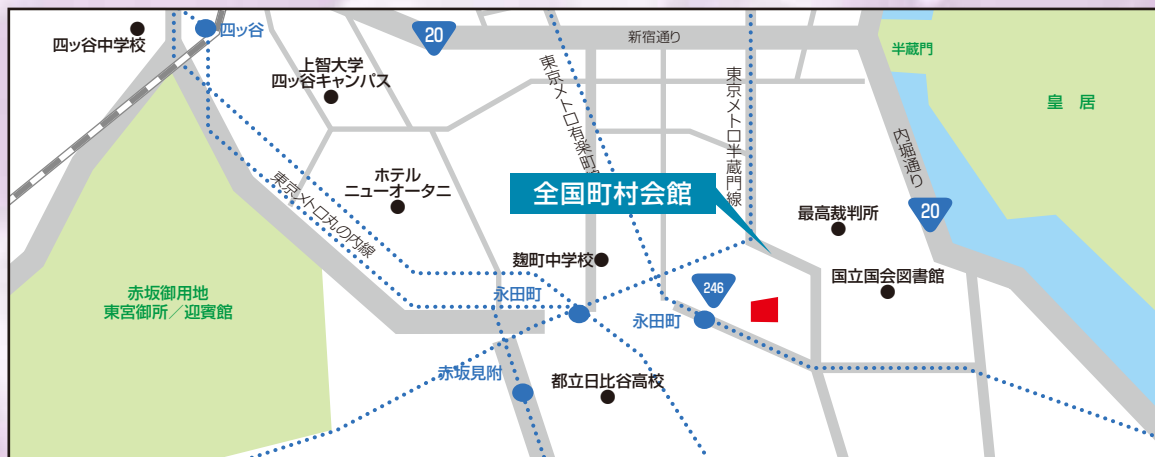 四ッ谷中学校
四ッ谷
20
新宿通り
半蔵門
上智大学
四ッ谷キャンパス
東京メトロ有楽町
東京メトロ半蔵門線
皇 居
内堀通り
ホテル
ニューオータニ
全国町村会館
最高裁判所
20
東京メトロ丸の内線
麹町中学校
国立国会図書館
246
赤坂御用地
東宮御所／迎賓館
永田町
永田町
赤坂見附
都立日比谷高校